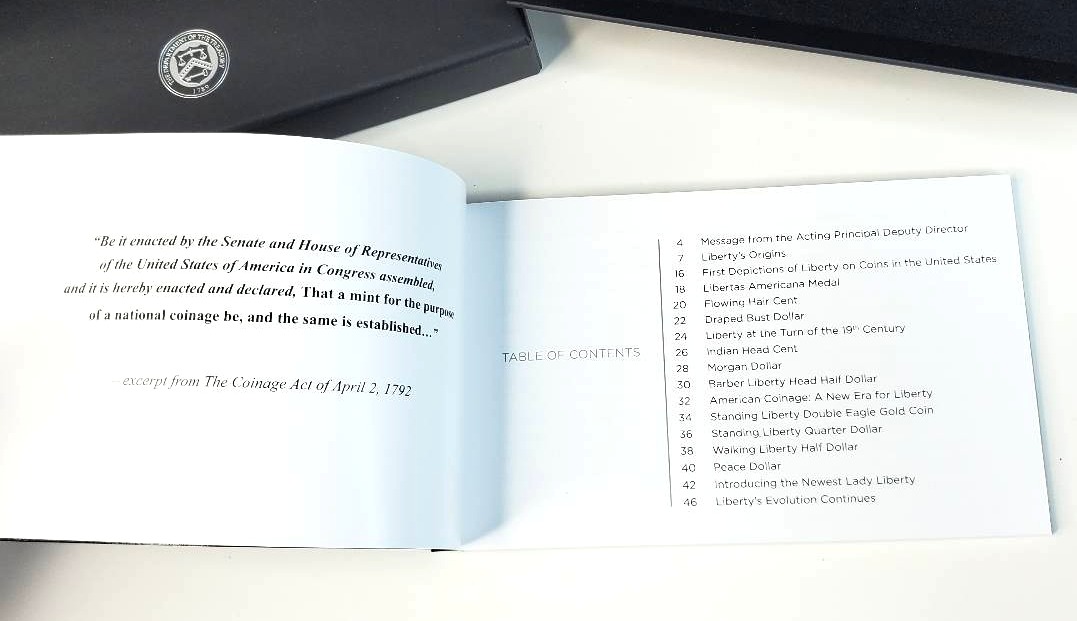 THE DEPARTMENT OF THE TREASURY
1789
“Be it enacted by the Senate and House of Representatives
of the United States of America in Congress assembled,
and it is hereby enacted and declared, That a mint for the purpose
of a national coinage be, and the same is established...”
– excerpt from The Coinage Act of April 2, 1792
TABLE OF CONTENTS
4 Message from the Acting Principal Deputy Director
7 Liberty's Origins
16 First Depictions of Liberty on Coins in the United States
18 Libertas Americana Medal
20 Flowing Hair Cent
22 Draped Bust Dollar
24 Liberty at the Turn of the 19th Century
26 Indian Head Cent
28 Morgan Dollar
30 Barber Liberty Head Half Dollar
32 American Coinage: A New Era for Liberty
34 Standing Liberty Double Eagle Gold Coin
36 Standing Liberty Quarter Dollar
38 Walking Liberty Half Dollar
40 Peace Dollar
42 Introducing the Newest Lady Liberty
46 Liberty's Evolution Continues